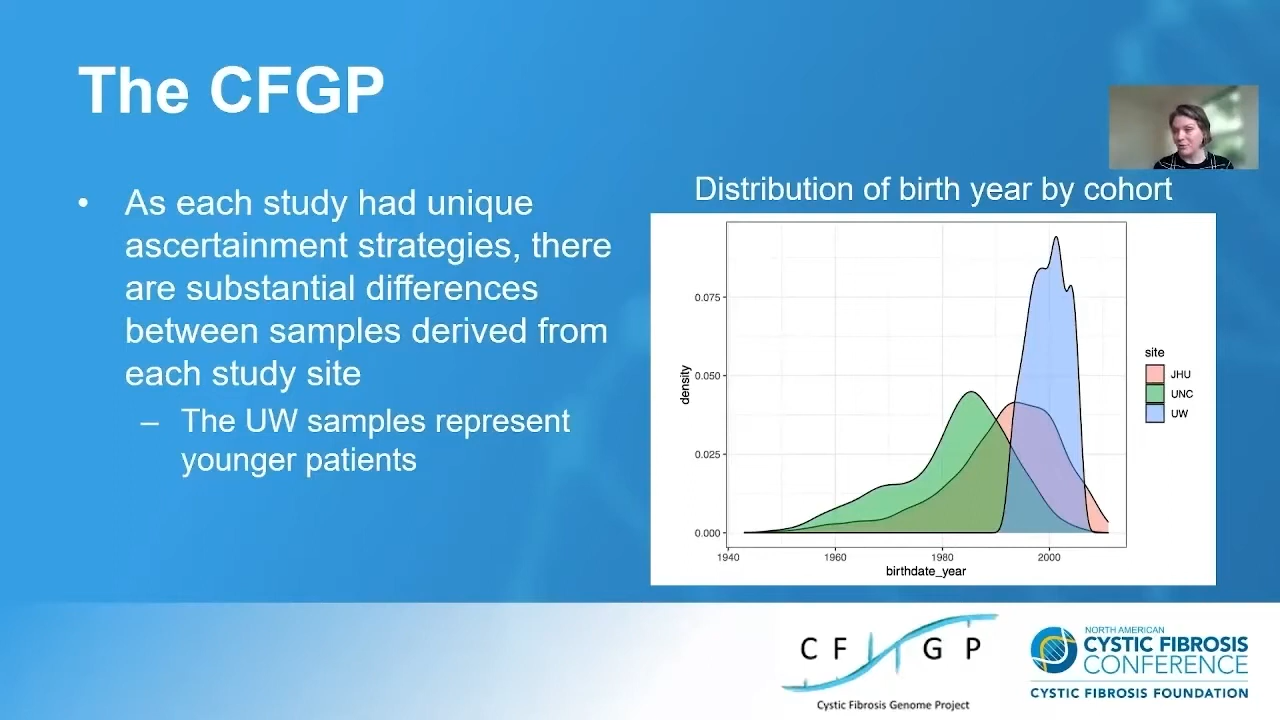 The CFGP
• As each study had unique
ascertainment strategies, there
are substantial differences
between samples derived from
each study site
– The UW samples represent
younger patients
Distribution of birth year by cohort
0.075
0.050
0.025
0.000
density
1940 1960 1980 2000
birthdate_year
site
JHU
UNC
UW
CF GP
Cystic Fibrosis Genome Project
NORTH AMERICAN
CYSTIC FIBROSIS
CONFERENCE
CYSTIC FIBROSIS FOUNDATION